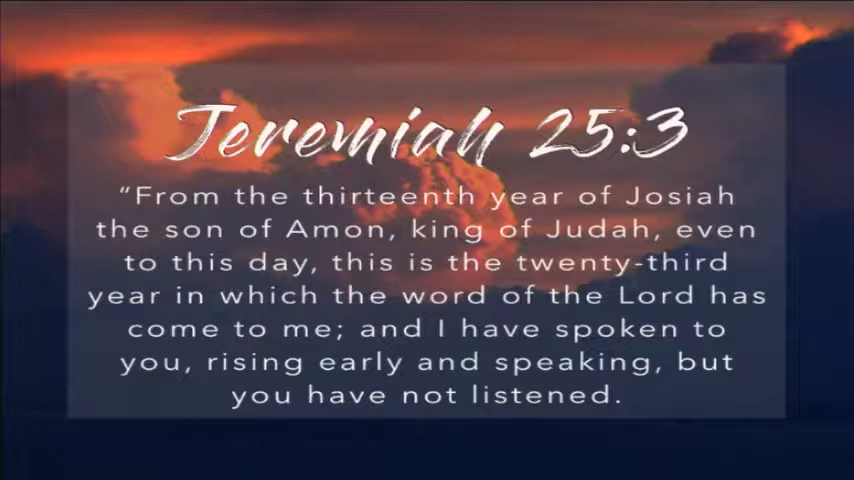 Jeremiah 25:3
"From the thirteenth year of Josiah
the son of Amon, king of Judah, even
to this day, this is the twenty-third
year in which the word of the Lord has
come to me; and I have spoken to
you, rising early and speaking, but
you have not listened.